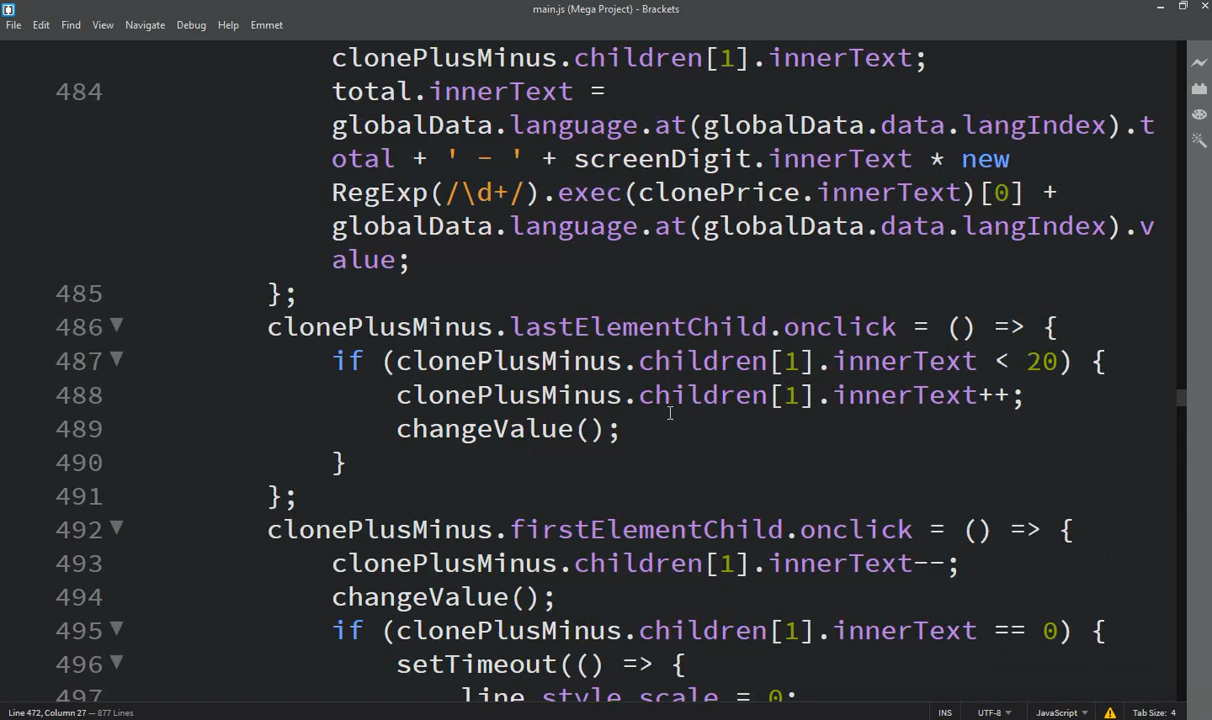 main.js (Mega Project) - Brackets
File Edit Find View Navigate Debug Help Emmet
clonePlusMinus.children[1].innerText;
484 total.innerText =
globalData.language.at(globalData.data.langIndex).t
otal + ' - ' + screenDigit.innerText * new
RegExp(/\d+/).exec(clonePrice.innerText)[0] +
globalData.language.at(globalData.data.langIndex).v
alue;
485 };
486 clonePlusMinus.lastElementChild.onclick = () => {
487 if (clonePlusMinus.children[1].innerText < 20) {
488 clonePlusMinus.children[1].innerText++;
489 changeValue();
490 }
491 };
492 clonePlusMinus.firstElementChild.onclick = () => {
493 clonePlusMinus.children[1].innerText--;
494 changeValue();
495 if (clonePlusMinus.children[1].innerText == 0) {
496 setTimeout(() => {
497 line.style.scale = 0;
Line 472, Column 27 — 877 Lines INS UTF-8 JavaScript Tab Size: 4